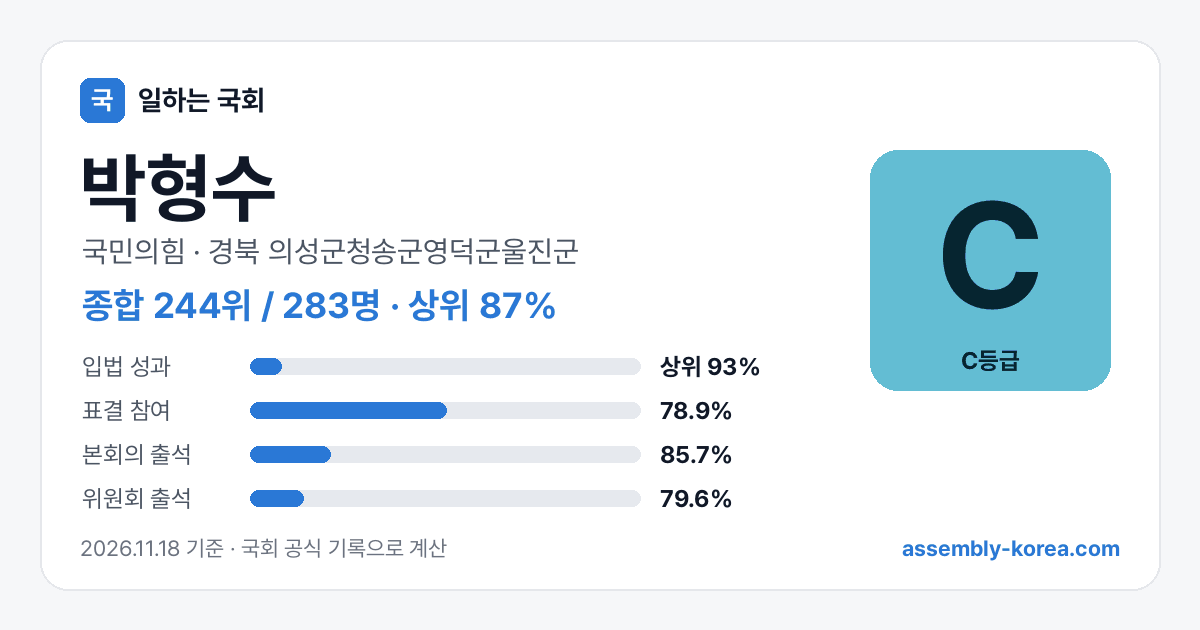 국 일하는 국회
박형수
국민의힘 · 경북 의성군청송군영덕군울진군
종합 244위 / 283명 · 상위 87%
C
C등급
입법 성과 상위 93%
표결 참여 78.9%
본회의 출석 85.7%
위원회 출석 79.6%
2026.11.18 기준 · 국회 공식 기록으로 계산
assembly-korea.com